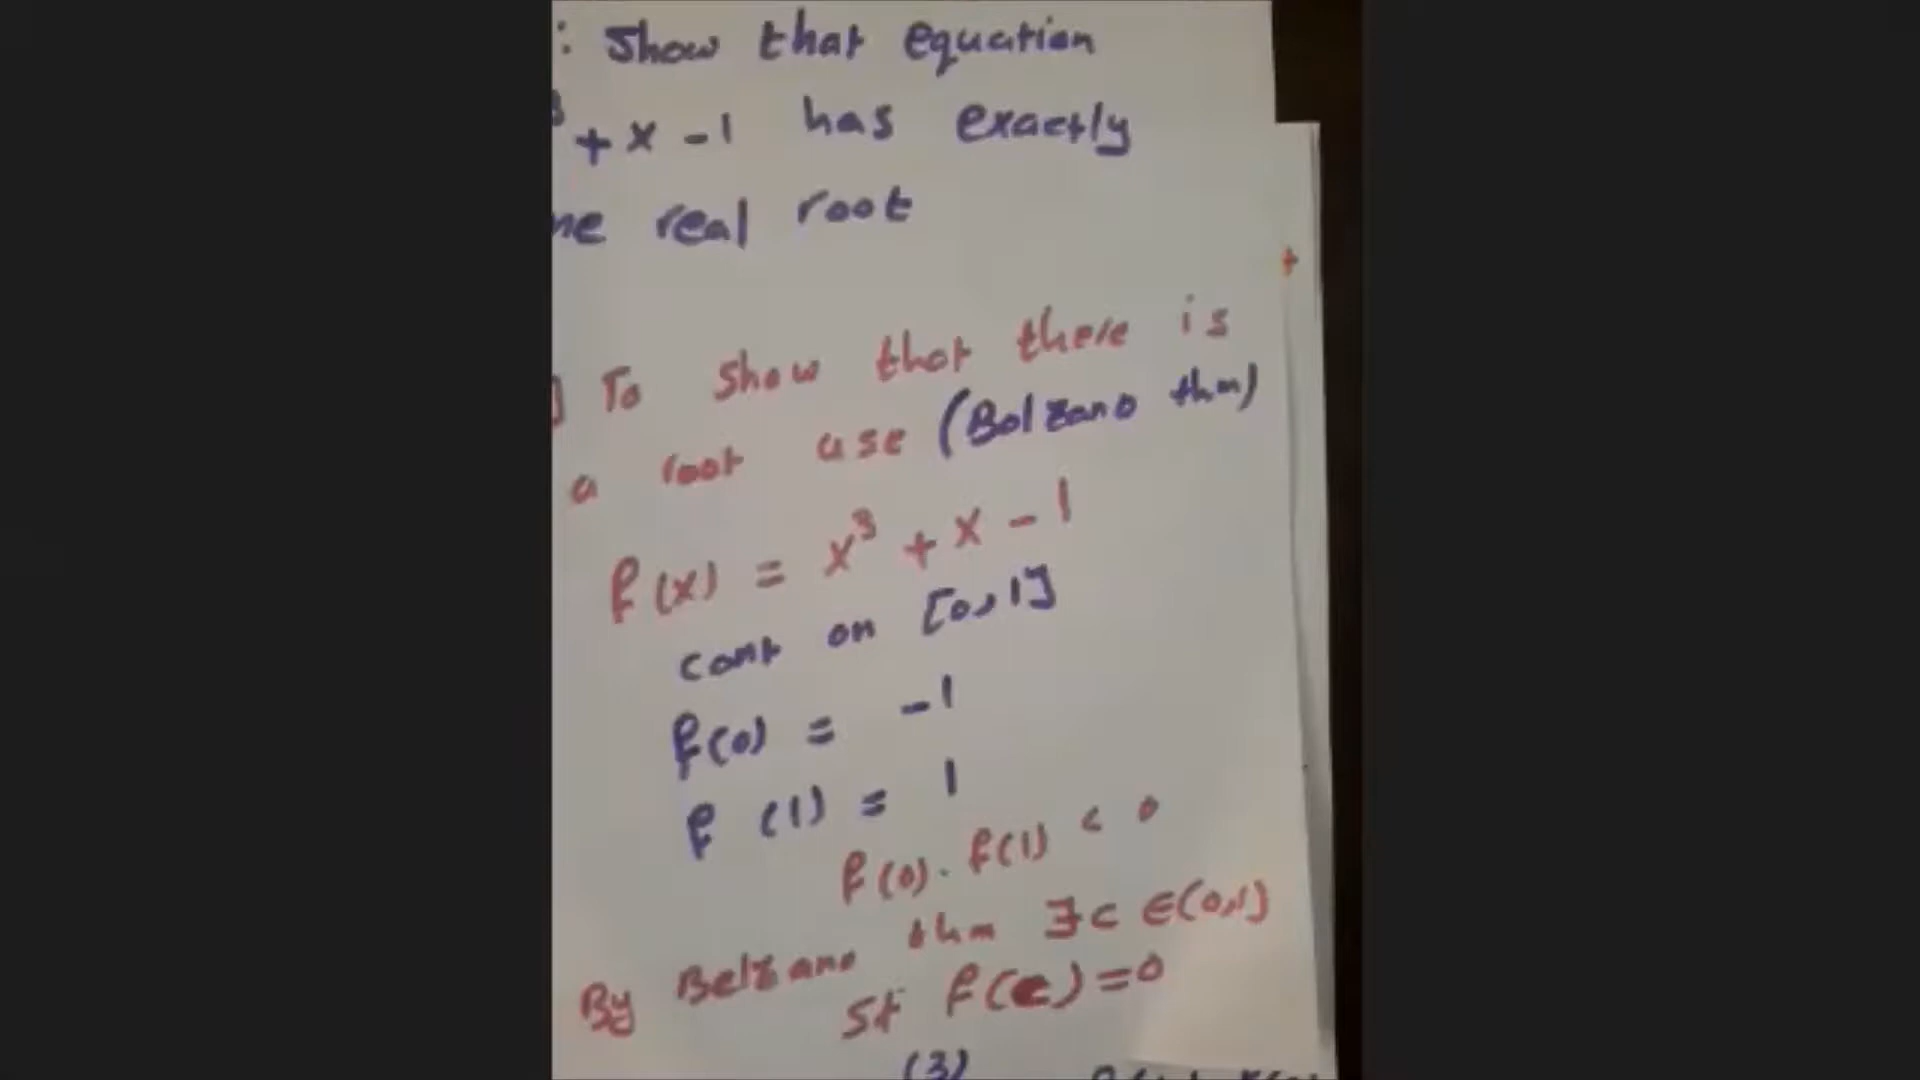 : Show that equation
3 + x - 1 has exactly
ne real root
) To show that there is
a root use (Bolzano thm)
f(x) = x³ + x - 1
cont on [0,1]
f(0) = -1
f (1) = 1
f(0). f(1) < 0
By Bolzano thm ∃ c ∈(0,1)
st f(c)=0
(3)